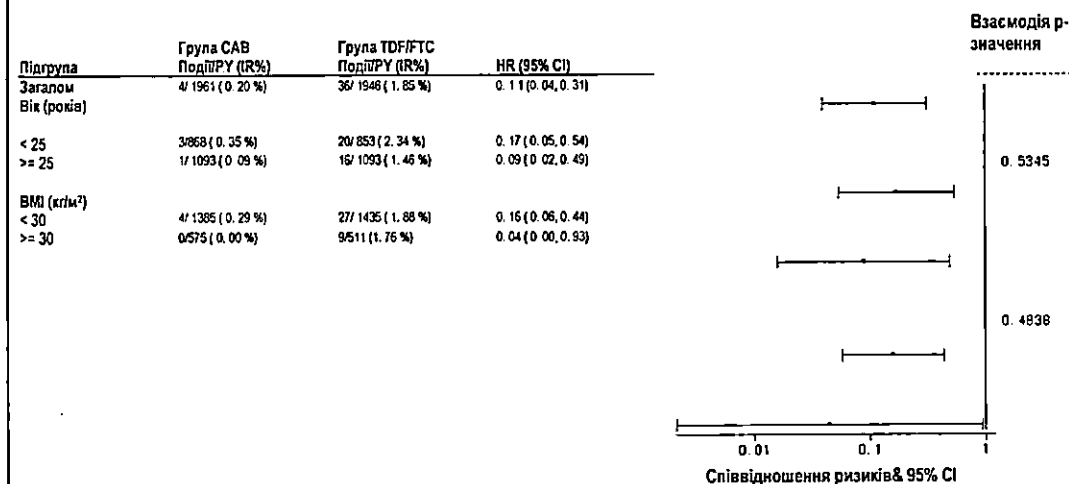 Взаємодія р-
значення
Група CAB Група TDF/FTC
Підгрупа Події/PY (IR%) Події/PY (IR%) HR (95% CI)
Загалом 4/ 1961 ( 0. 20 %) 36/ 1946 ( 1. 85 %) 0. 1 1 (0. 04, 0. 31)
Вік (років)
< 25 3/868 ( 0. 35 %) 20/ 853 ( 2. 34 %) 0. 17 ( 0. 05, 0. 54)
>= 25 1/ 1093 ( 0 09 %) 16/ 1093 ( 1. 46 %) 0. 09 ( 0 02, 0. 49)
0. 5345
BMI (кг/м²)
< 30 4/ 1385 ( 0. 29 %) 27/ 1435 ( 1. 88 %) 0. 16 ( 0. 06, 0. 44)
>= 30 0/575 ( 0. 00 %) 9/511 (1. 76 %) 0. 04 ( 0 00, 0. 93)
0. 4838
0. 01 0. 1 1
Співвідношення ризиків& 95% CI